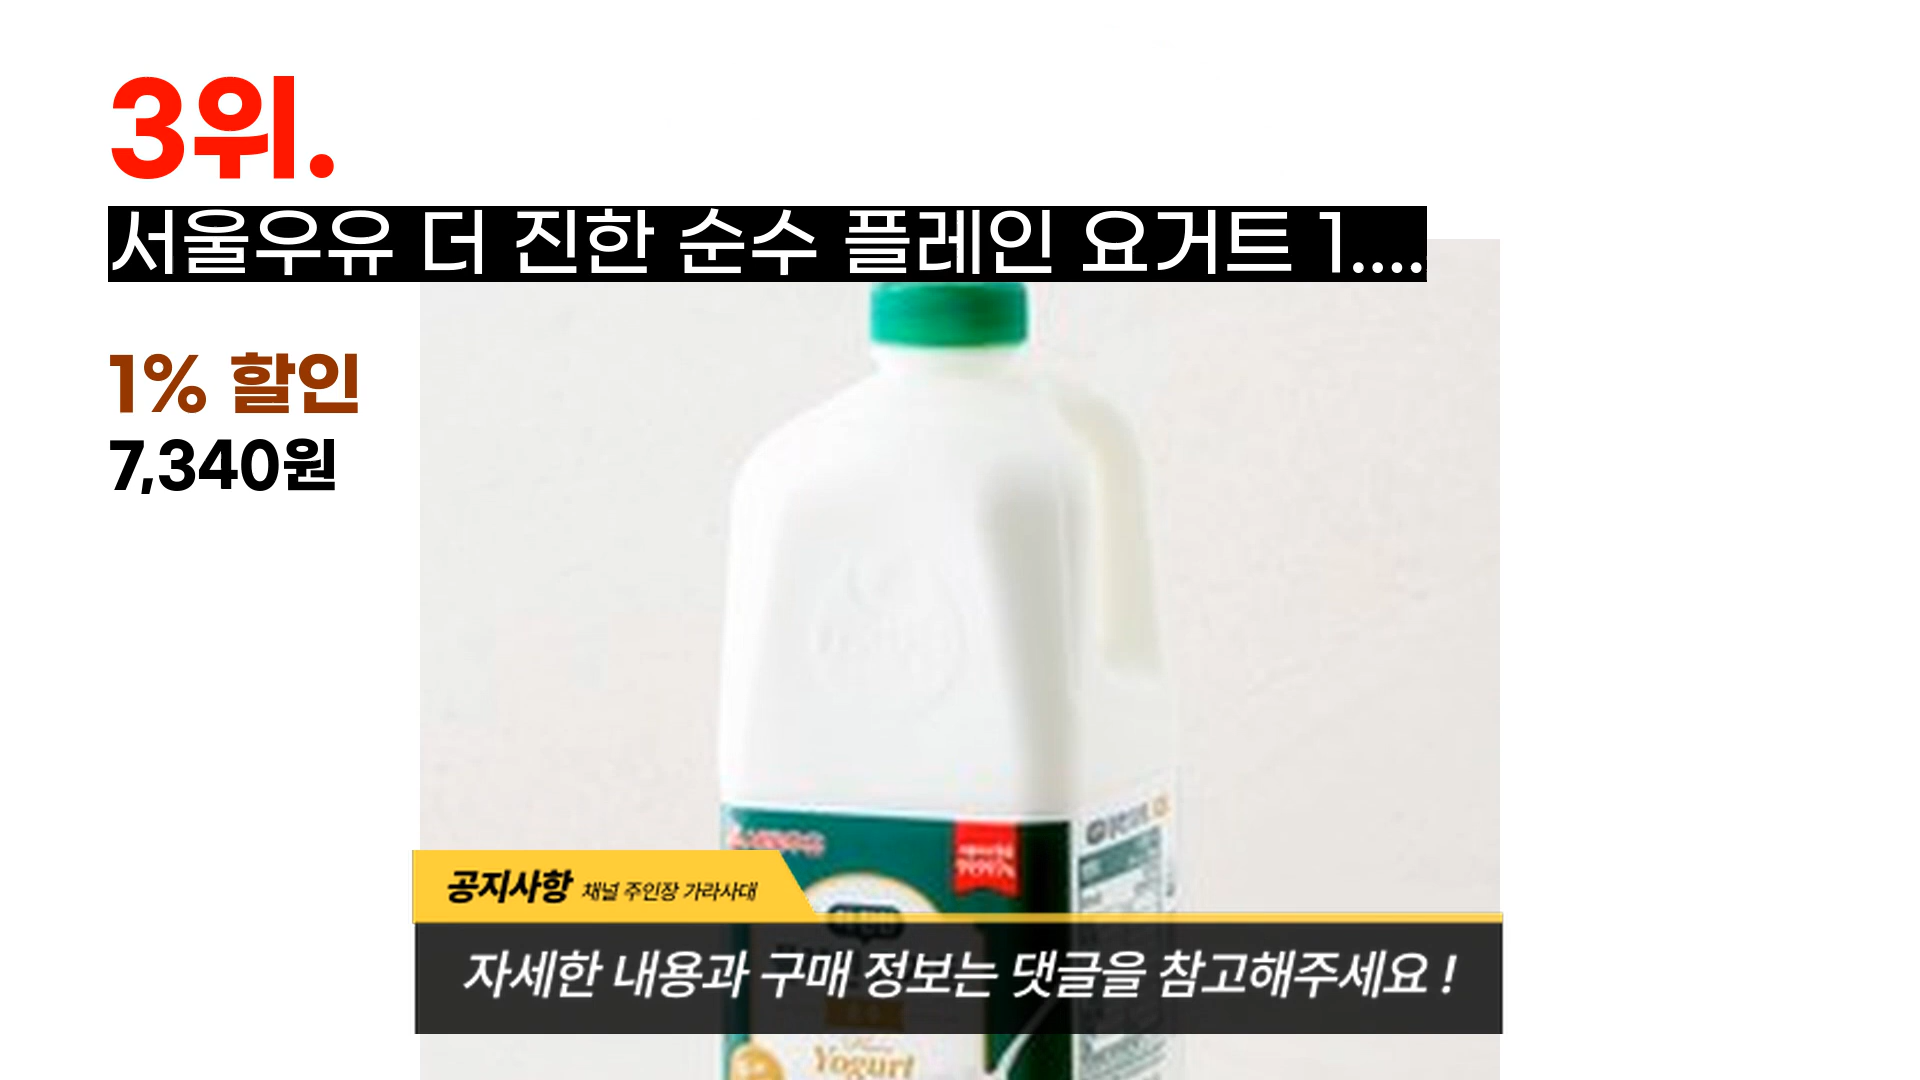 3위.
서울우유 더 진한 순수 플레인 요거트 1....
1% 할인
7,340원
공지사항 채널 주인장 가라사대
자세한 내용과 구매 정보는 댓글을 참고해주세요 !
Yogurt